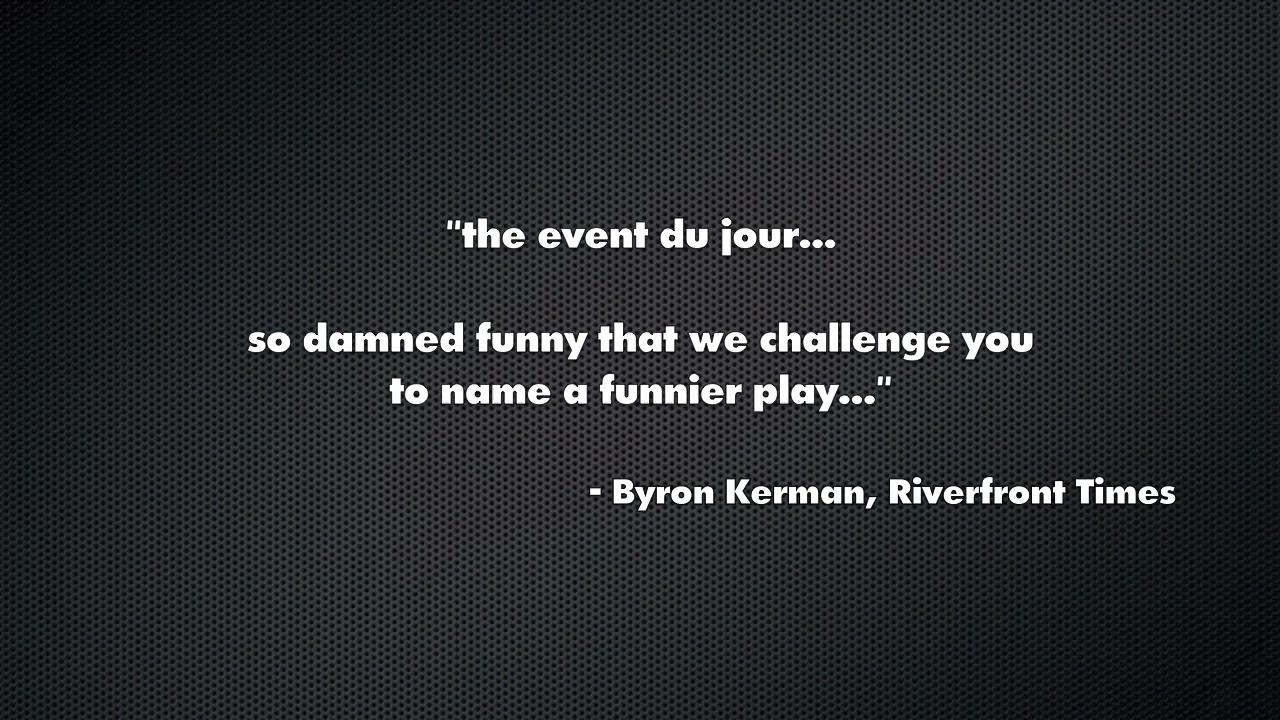 "the event du jour...
so damned funny that we challenge you
to name a funnier play..."
- Byron Kerman, Riverfront Times